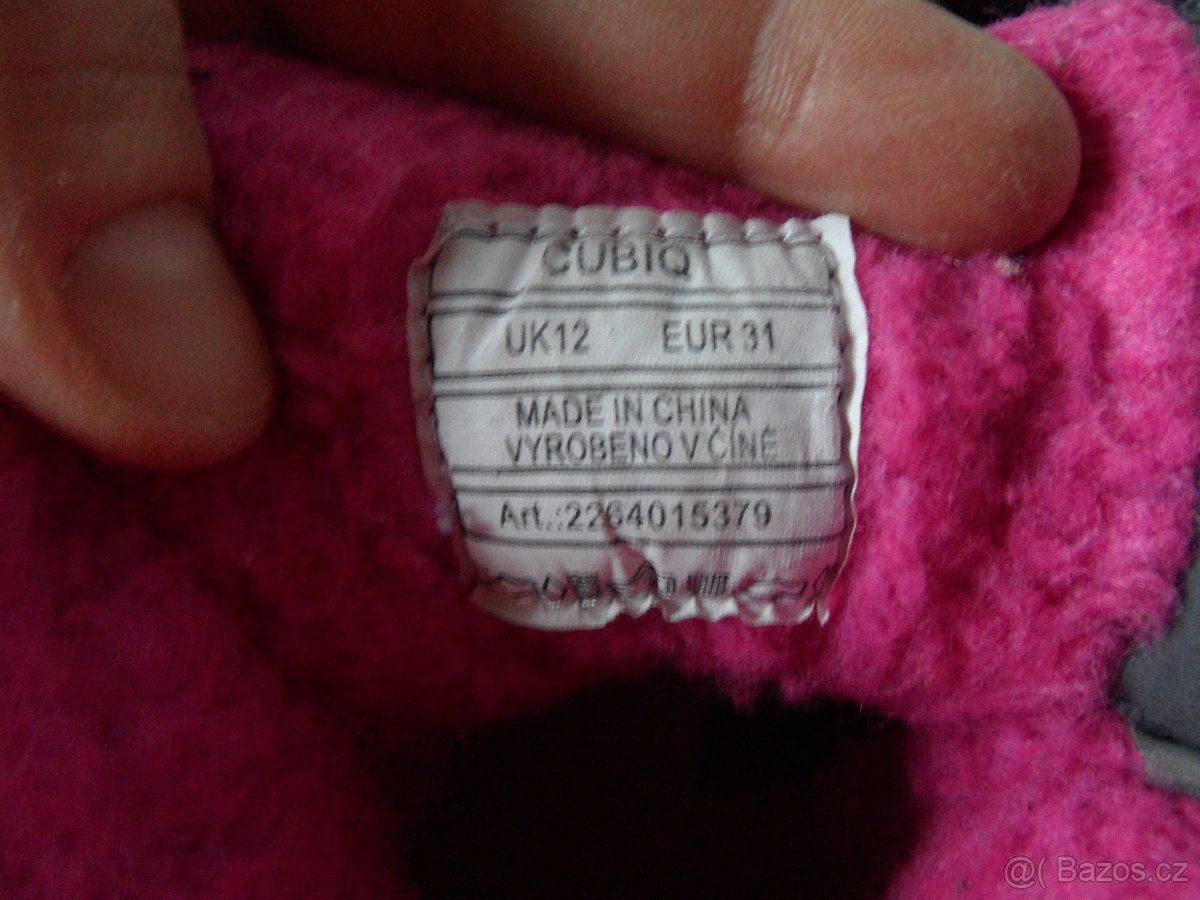 CUBIQ
UK12 EUR 31
MADE IN CHINA
VYROBENO V ČÍNĚ
Art.:2264015379
@( Bazos.cz